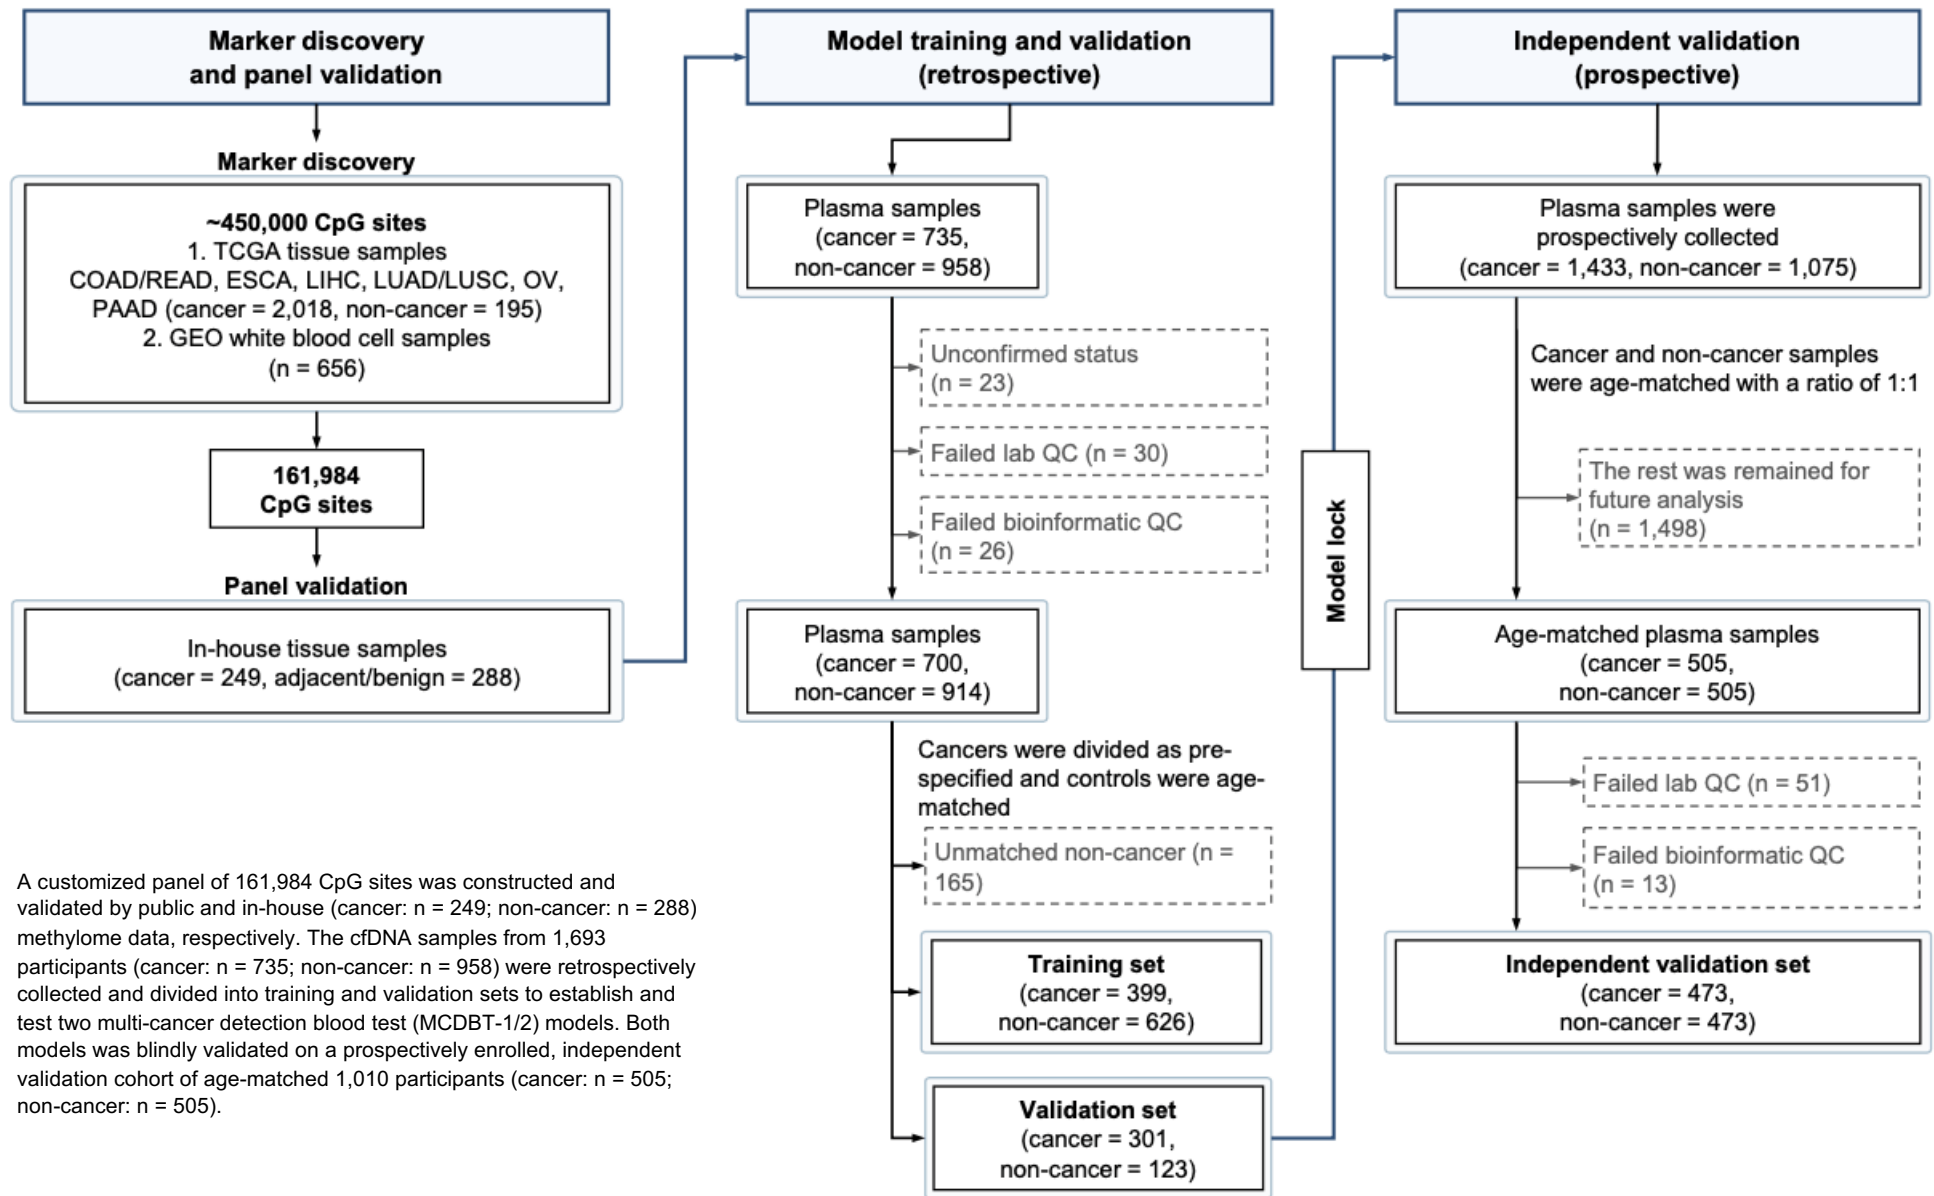 Marker discovery
and panel validation
Marker discovery
~450,000 CpG sites
1. TCGA tissue samples
COAD/READ, ESCA, LIHC, LUAD/LUSC, OV,
PAAD (cancer = 2,018, non-cancer = 195)
2. GEO white blood cell samples
(n = 656)
161,984
CpG sites
Panel validation
In-house tissue samples
(cancer = 249, adjacent/benign = 288)
A customized panel of 161,984 CpG sites was constructed and
validated by public and in-house (cancer: n = 249; non-cancer: n = 288)
methylome data, respectively. The cfDNA samples from 1,693
participants (cancer: n = 735; non-cancer: n = 958) were retrospectively
collected and divided into training and validation sets to establish and
test two multi-cancer detection blood test (MCDBT-1/2) models. Both
models was blindly validated on a prospectively enrolled, independent
validation cohort of age-matched 1,010 participants (cancer: n = 505;
non-cancer: n = 505).
Model training and validation
(retrospective)
Plasma samples
(cancer = 735,
non-cancer = 958)
Unconfirmed status
(n = 23)
Failed lab QC (n = 30)
Failed bioinformatic QC
(n = 26)
Plasma samples
(cancer = 700,
non-cancer = 914)
Cancers were divided as pre-
specified and controls were age-
matched
Unmatched non-cancer (n =
165)
Training set
(cancer = 399,
non-cancer = 626)
Validation set
(cancer = 301,
non-cancer = 123)
Model lock
Independent validation
(prospective)
Plasma samples were
prospectively collected
(cancer = 1,433, non-cancer = 1,075)
Cancer and non-cancer samples
were age-matched with a ratio of 1:1
The rest was remained for
future analysis
(n = 1,498)
Age-matched plasma samples
(cancer = 505,
non-cancer = 505)
Failed lab QC (n = 51)
Failed bioinformatic QC
(n = 13)
Independent validation set
(cancer = 473,
non-cancer = 473)